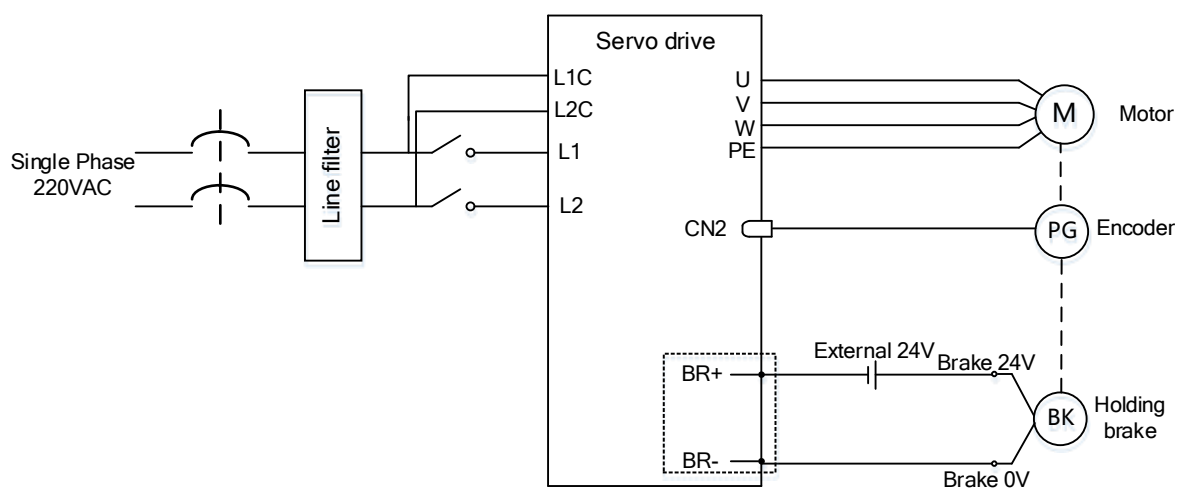 Servo drive
L1C
L2C
L1
L2
Single Phase
220VAC
Line filter
U
V
W
PE
M
Motor
CN2
PG
Encoder
External 24V
Brake 24V
BR+
BK
Holding
brake
BR-
Brake 0V